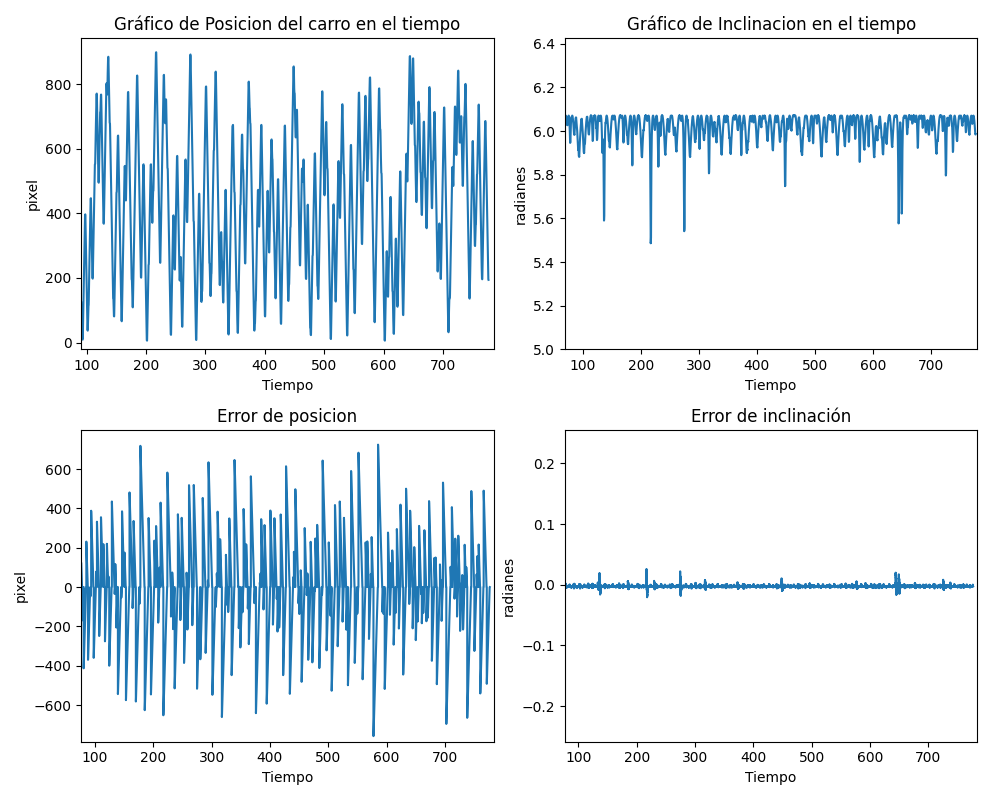 Gráfico de Posicion del carro en el tiempo
pixel
800
600
400
200
0
100 200 300 400 500 600 700
Tiempo
Gráfico de Inclinacion en el tiempo
radianes
6.4
6.2
6.0
5.8
5.6
5.4
5.2
5.0
100 200 300 400 500 600 700
Tiempo
Error de posicion
pixel
600
400
200
0
−200
−400
−600
100 200 300 400 500 600 700
Tiempo
Error de inclinación
radianes
0.2
0.1
0.0
−0.1
−0.2
100 200 300 400 500 600 700
Tiempo